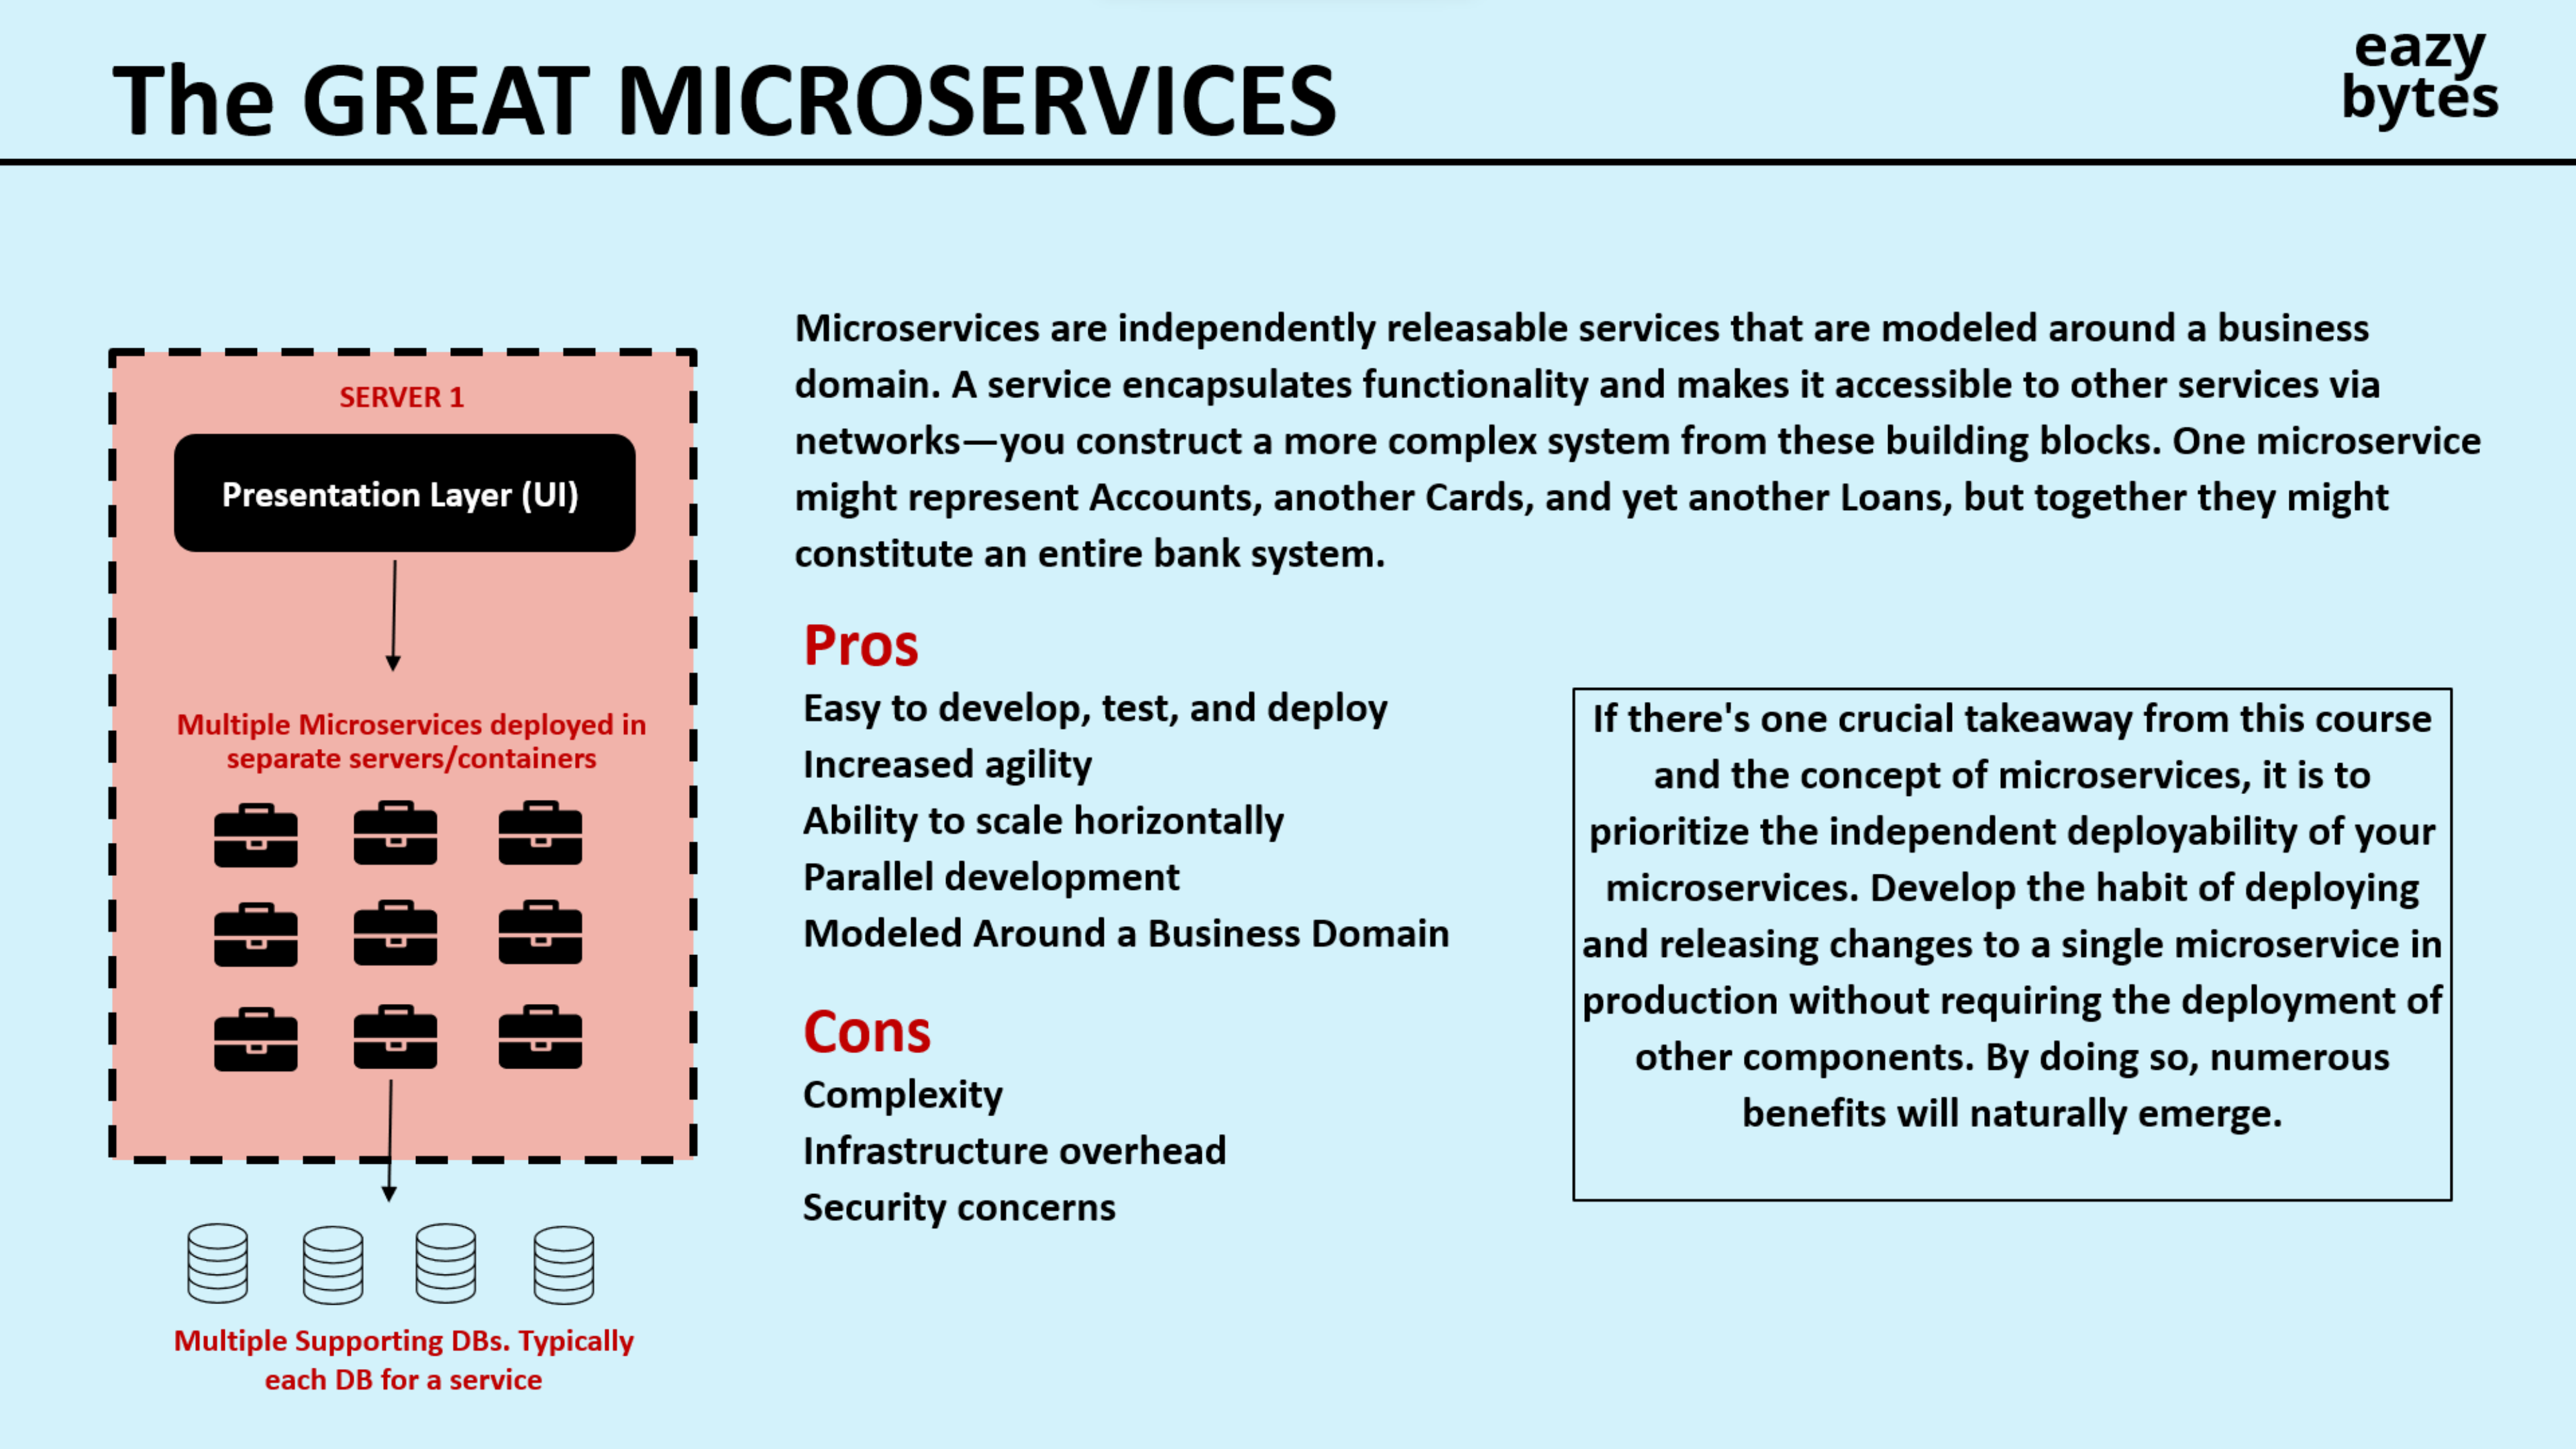 The GREAT MICROSERVICES
eazy
bytes
SERVER 1
Presentation Layer (UI)
Multiple Microservices deployed in
separate servers/containers
Multiple Supporting DBs. Typically
each DB for a service
Microservices are independently releasable services that are modeled around a business
domain. A service encapsulates functionality and makes it accessible to other services via
networks—you construct a more complex system from these building blocks. One microservice
might represent Accounts, another Cards, and yet another Loans, but together they might
constitute an entire bank system.
Pros
Easy to develop, test, and deploy
Increased agility
Ability to scale horizontally
Parallel development
Modeled Around a Business Domain
Cons
Complexity
Infrastructure overhead
Security concerns
If there's one crucial takeaway from this course
and the concept of microservices, it is to
prioritize the independent deployability of your
microservices. Develop the habit of deploying
and releasing changes to a single microservice in
production without requiring the deployment of
other components. By doing so, numerous
benefits will naturally emerge.